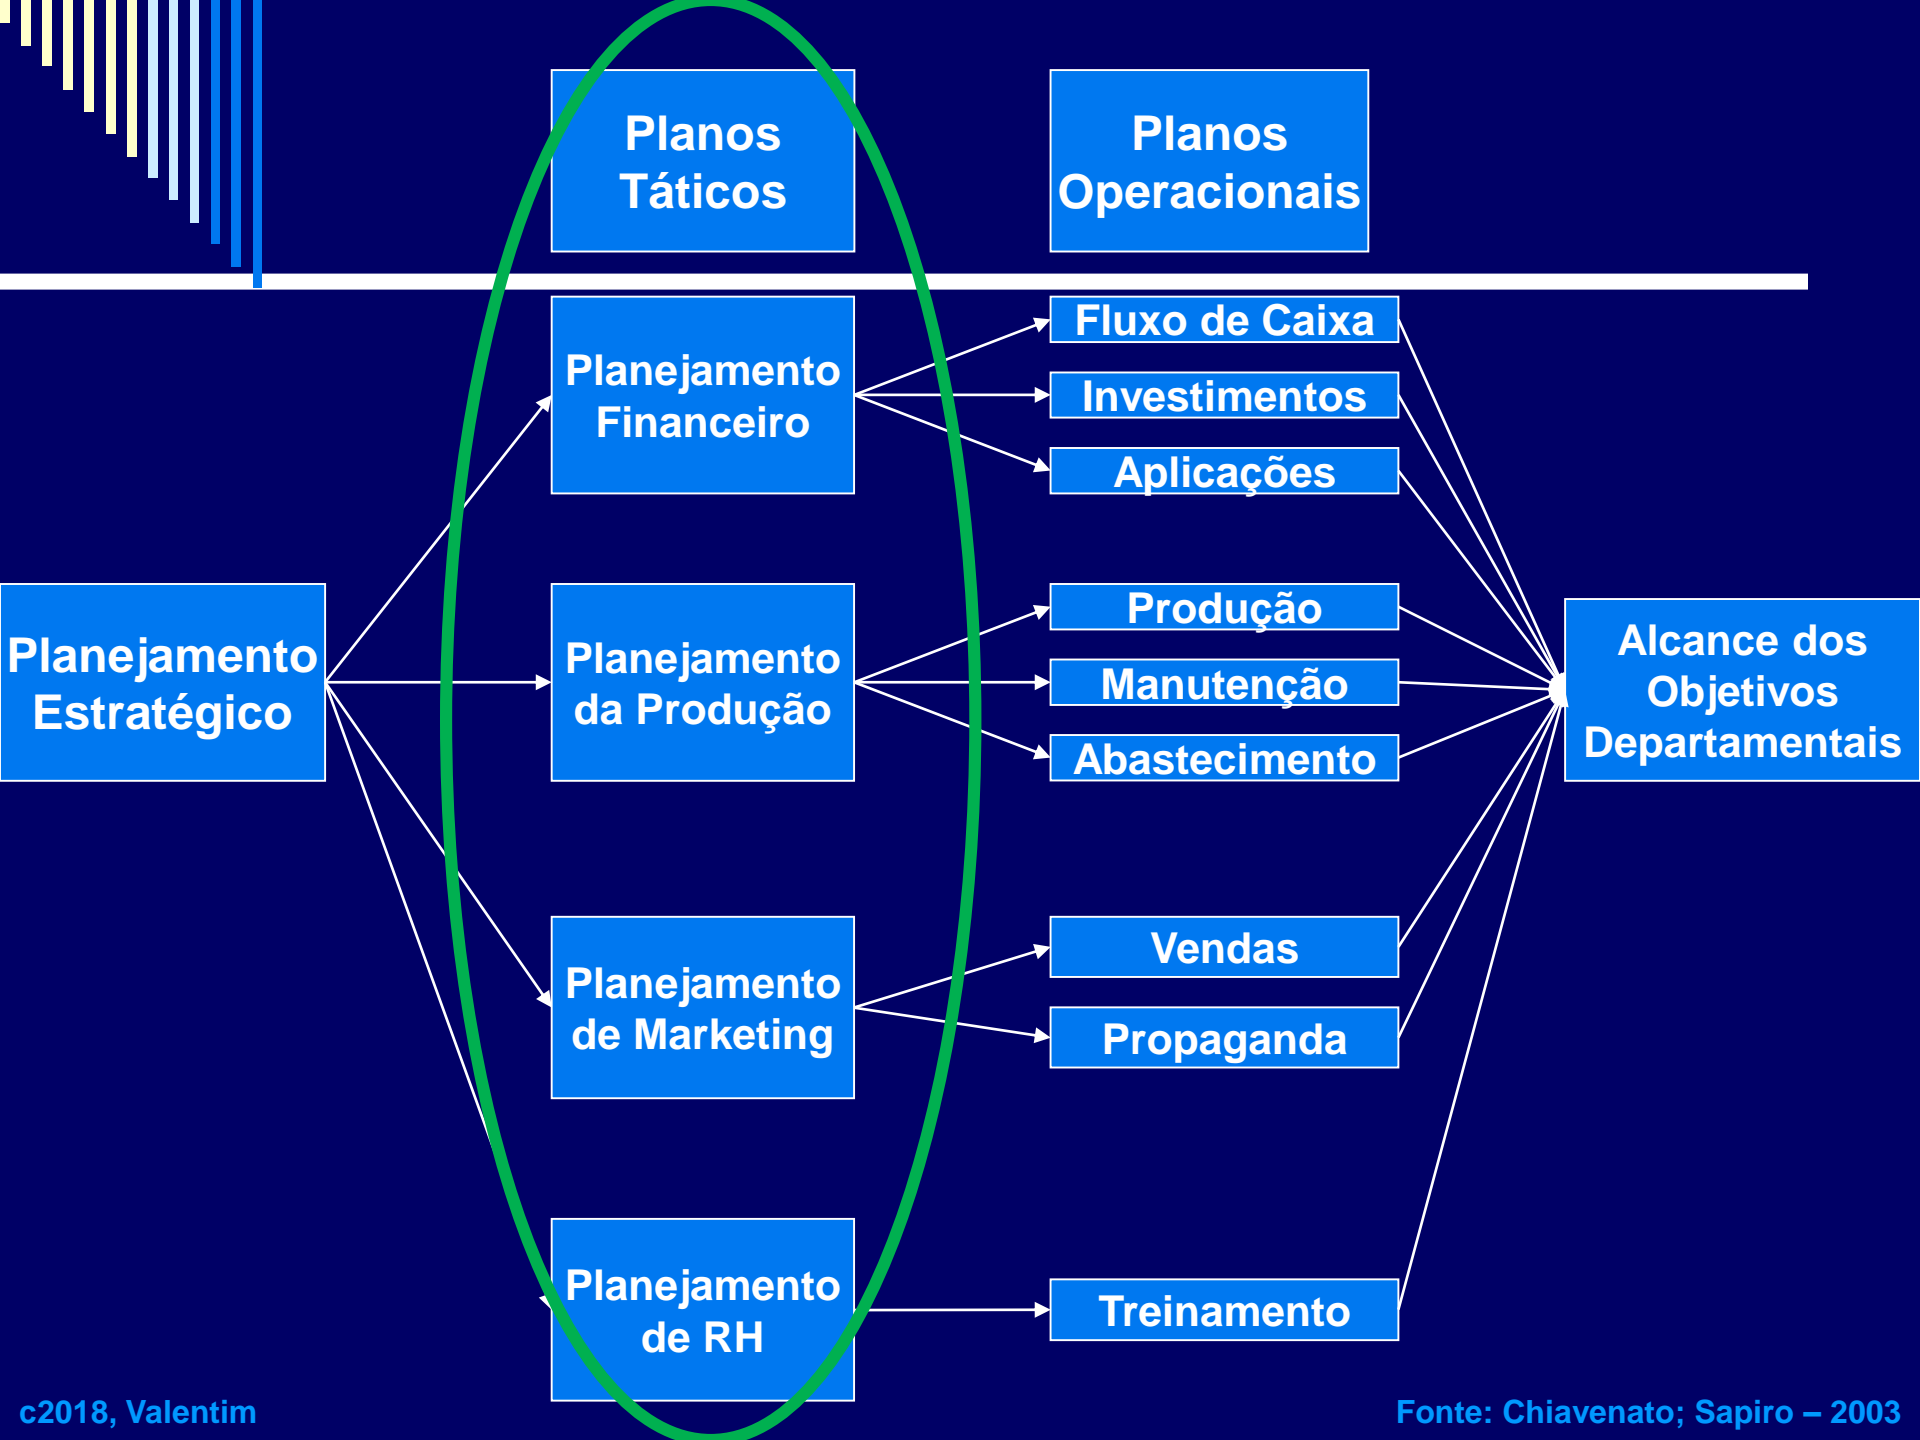 Planos
Táticos
Planos
Operacionais
Planejamento
Estratégico
Planejamento
Financeiro
Fluxo de Caixa
Investimentos
Aplicações
Planejamento
da Produção
Produção
Manutenção
Abastecimento
Planejamento
de Marketing
Vendas
Propaganda
Planejamento
de RH
Treinamento
Alcance dos
Objetivos
Departamentais
c2018, Valentim
Fonte: Chiavenato; Sapiro – 2003